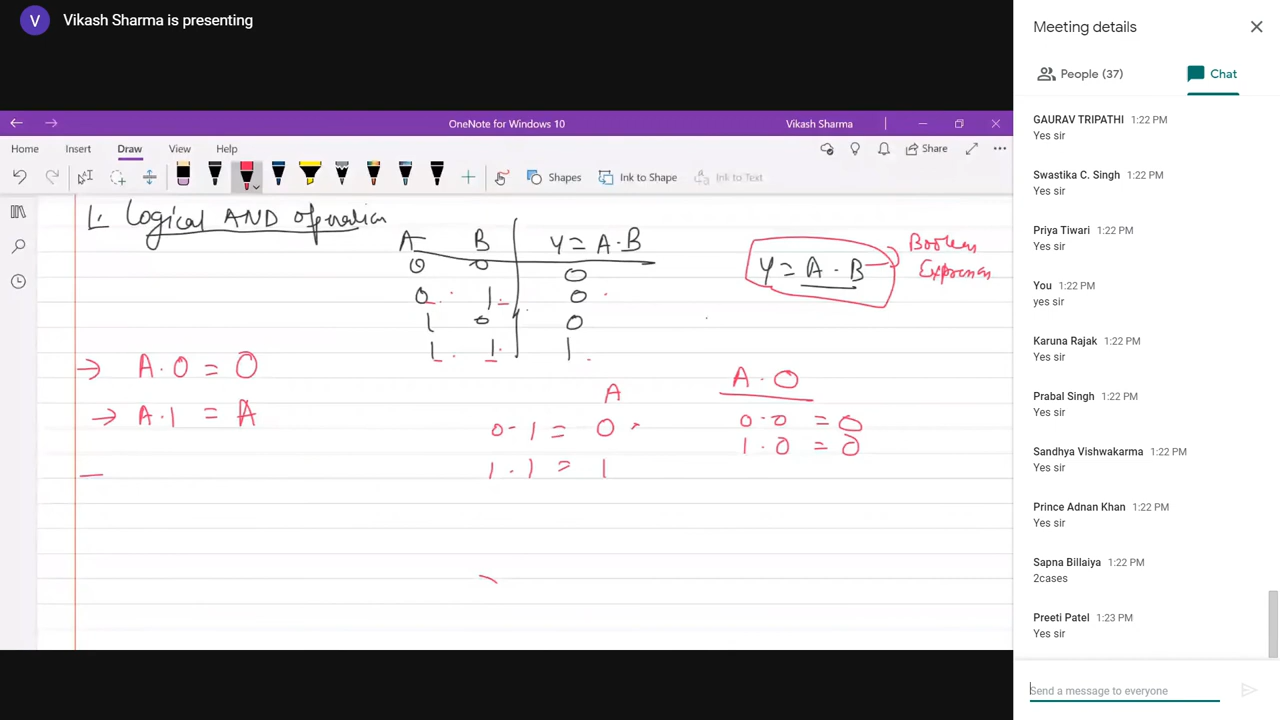 V Vikash Sharma is presenting
OneNote for Windows 10
Vikash Sharma
Home Insert Draw View Help
Share
Shapes
Ink to Shape
Ink to Text
1. Logical AND operation
A B Y = A · B
0 0 0
0 1 0
1 0 0
1 1 1
Y = A · B
Boolean
→ A · 0 = 0
→ A · 1 = A
A
0 · 1 = 0
1 · 1 = 1
A · 0
0 · 0 = 0
1 · 0 = 0
Meeting details
People (37)
Chat
GAURAV TRIPATHI 1:22 PM
Yes sir
Swastika C. Singh 1:22 PM
Yes sir
Priya Tiwari 1:22 PM
Yes sir
You 1:22 PM
yes sir
Karuna Rajak 1:22 PM
Yes sir
Prabal Singh 1:22 PM
Yes sir
Sandhya Vishwakarma 1:22 PM
Yes sir
Prince Adnan Khan 1:22 PM
Yes sir
Sapna Billaiya 1:22 PM
2cases
Preeti Patel 1:23 PM
Yes sir
Send a message to everyone